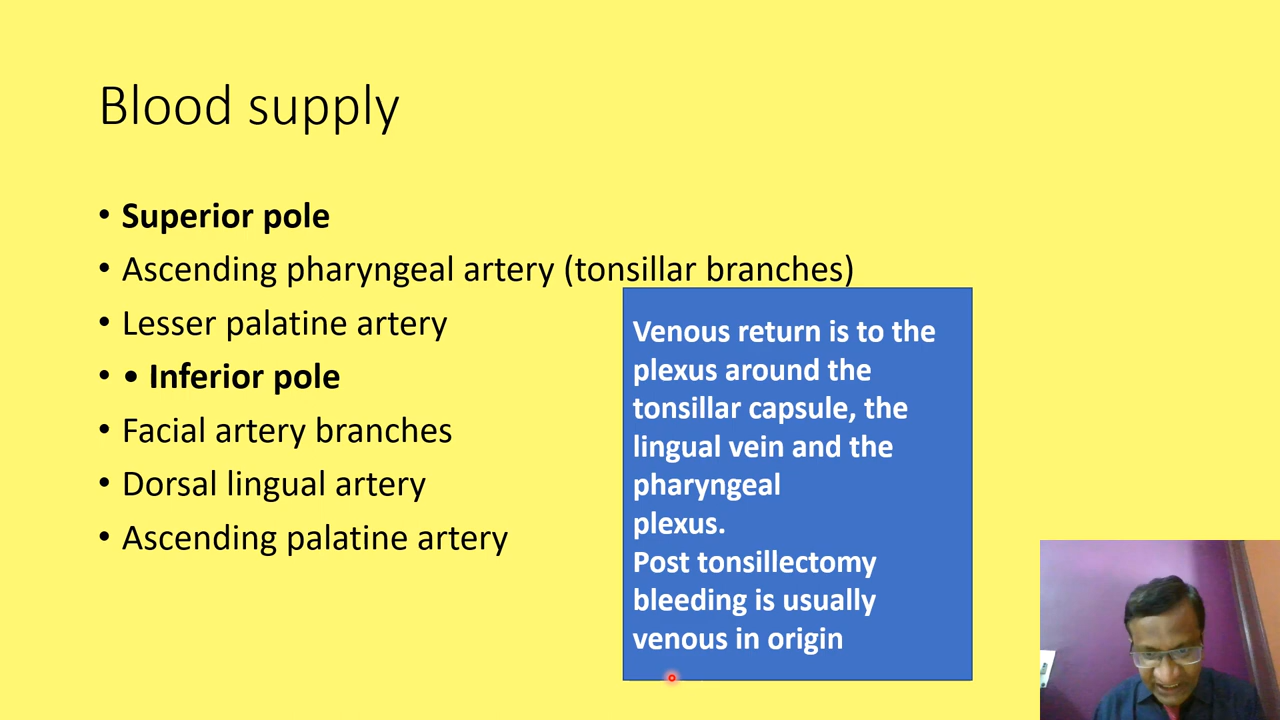 Blood supply
• Superior pole
• Ascending pharyngeal artery (tonsillar branches)
• Lesser palatine artery
• • Inferior pole
• Facial artery branches
• Dorsal lingual artery
• Ascending palatine artery
Venous return is to the
plexus around the
tonsillar capsule, the
lingual vein and the
pharyngeal
plexus.
Post tonsillectomy
bleeding is usually
venous in origin